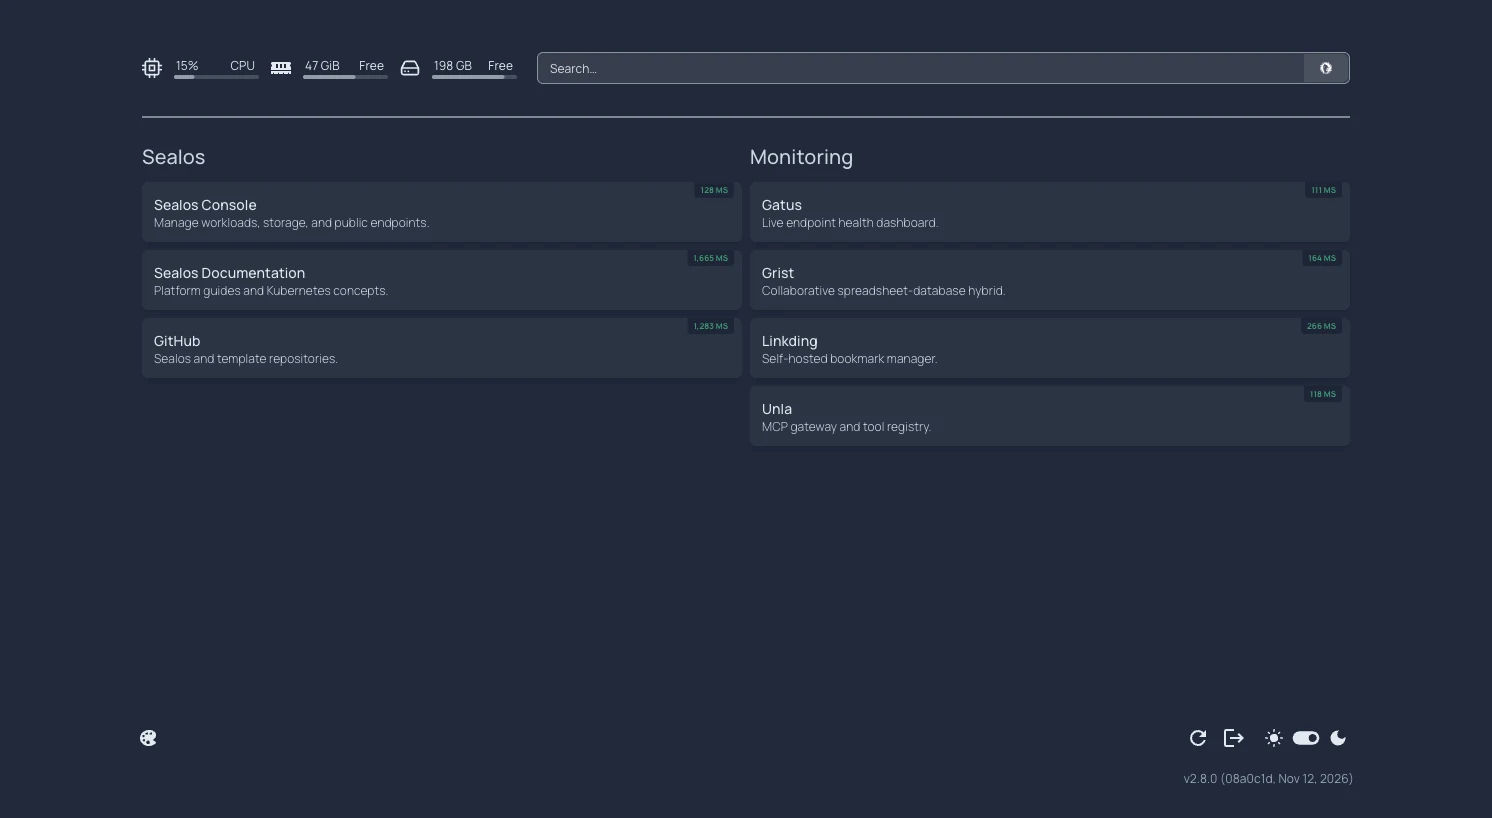 15% CPU 47 GiB Free 198 GB Free Search...
Sealos
128 MS
Sealos Console
Manage workloads, storage, and public endpoints.
1,665 MS
Sealos Documentation
Platform guides and Kubernetes concepts.
1,283 MS
GitHub
Sealos and template repositories.
Monitoring
111 MS
Gatus
Live endpoint health dashboard.
164 MS
Grist
Collaborative spreadsheet-database hybrid.
266 MS
Linkding
Self-hosted bookmark manager.
118 MS
Unla
MCP gateway and tool registry.
v2.8.0 (08a0c1d, Nov 12, 2026)